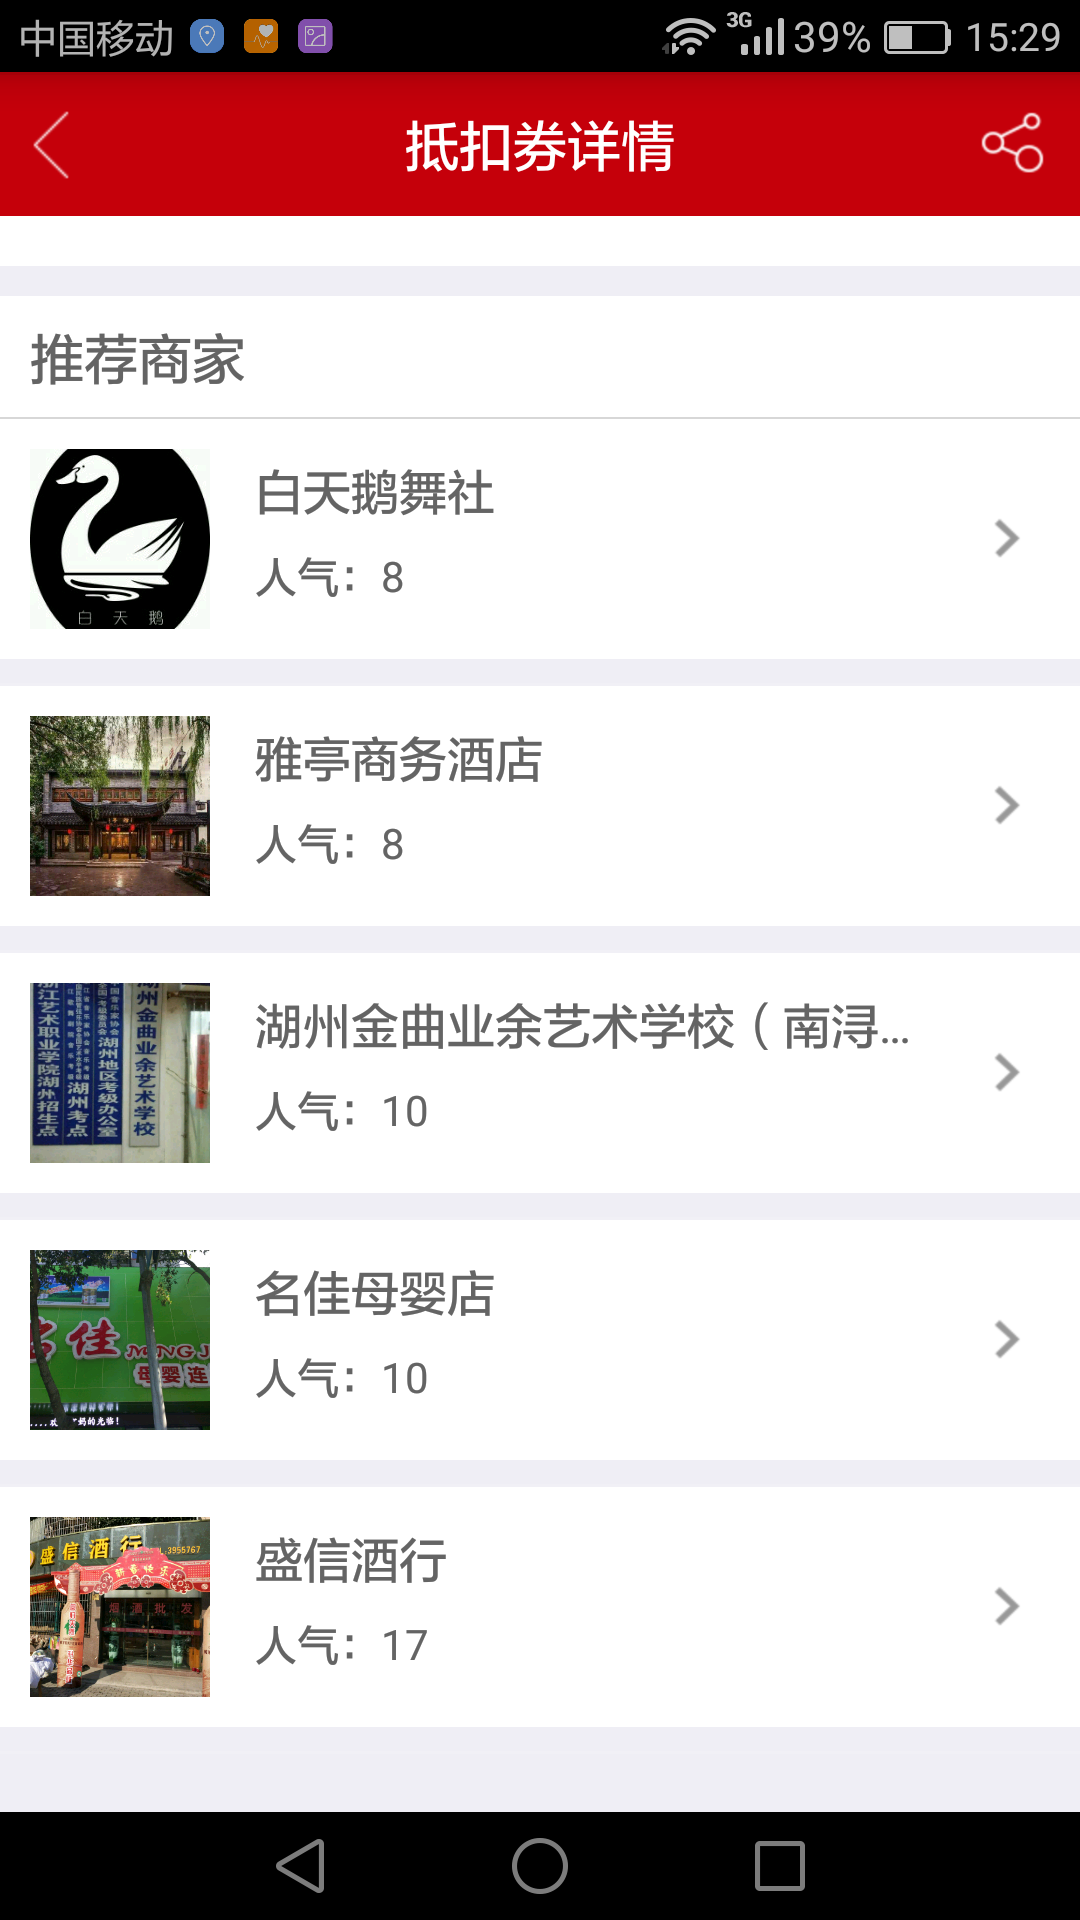 中国移动 3G 39% 15:29
抵扣券详情
推荐商家
白天鹅舞社
人气：8
白 天 鹅
雅亭商务酒店
人气：8
湖州金曲业余艺术学校（南浔...
人气：10
浙江艺术职业学院湖州招生点
湖州考点
湖州地区考级办公室
湖州金曲业余艺术学校
名佳母婴店
人气：10
名佳 MING J
母婴连
盛信酒行
人气：17
盛信酒行
3955767
烟酒批发